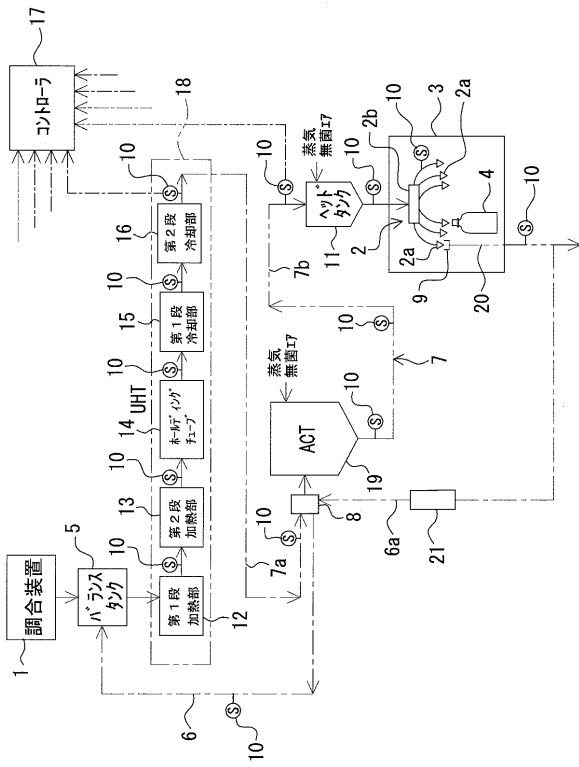 調合装置
1
バランス
タンク
5
第1段
加熱部
12
10
第2段
加熱部
13
10
UHT
ホールディング
チューブ
14
10
第1段
冷却部
15
10
第2段
冷却部
16
10
18
コントローラ
17
6
10
7a
10
8
ACT
19
蒸気
無菌エア
10
7
10
7b
10
蒸気
無菌エア
ヘッド
タンク
11
10
2
2b
10
3
2a
2a
4
9
20
10
6a
21
S
S
S
S
S
S
S
S
S
S
S
S
S